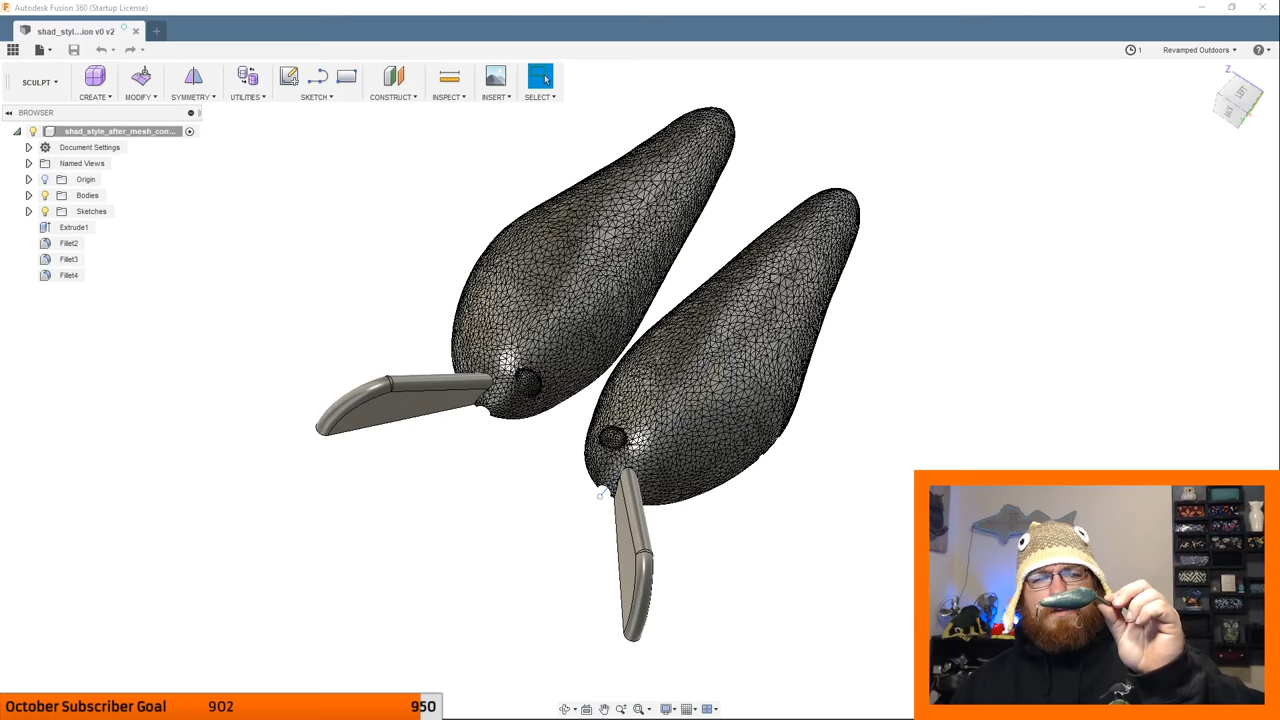 Autodesk Fusion 360 (Startup License)
shad_styl...ion v0 v2
1 Revamped Outdoors
SCULPT
CREATE MODIFY SYMMETRY UTILITIES SKETCH CONSTRUCT INSPECT INSERT SELECT
BROWSER
shad_style_after_mesh_con...
Document Settings
Named Views
Origin
Bodies
Sketches
Extrude1
Fillet2
Fillet3
Fillet4
Z
LEFT
October Subscriber Goal 902 950